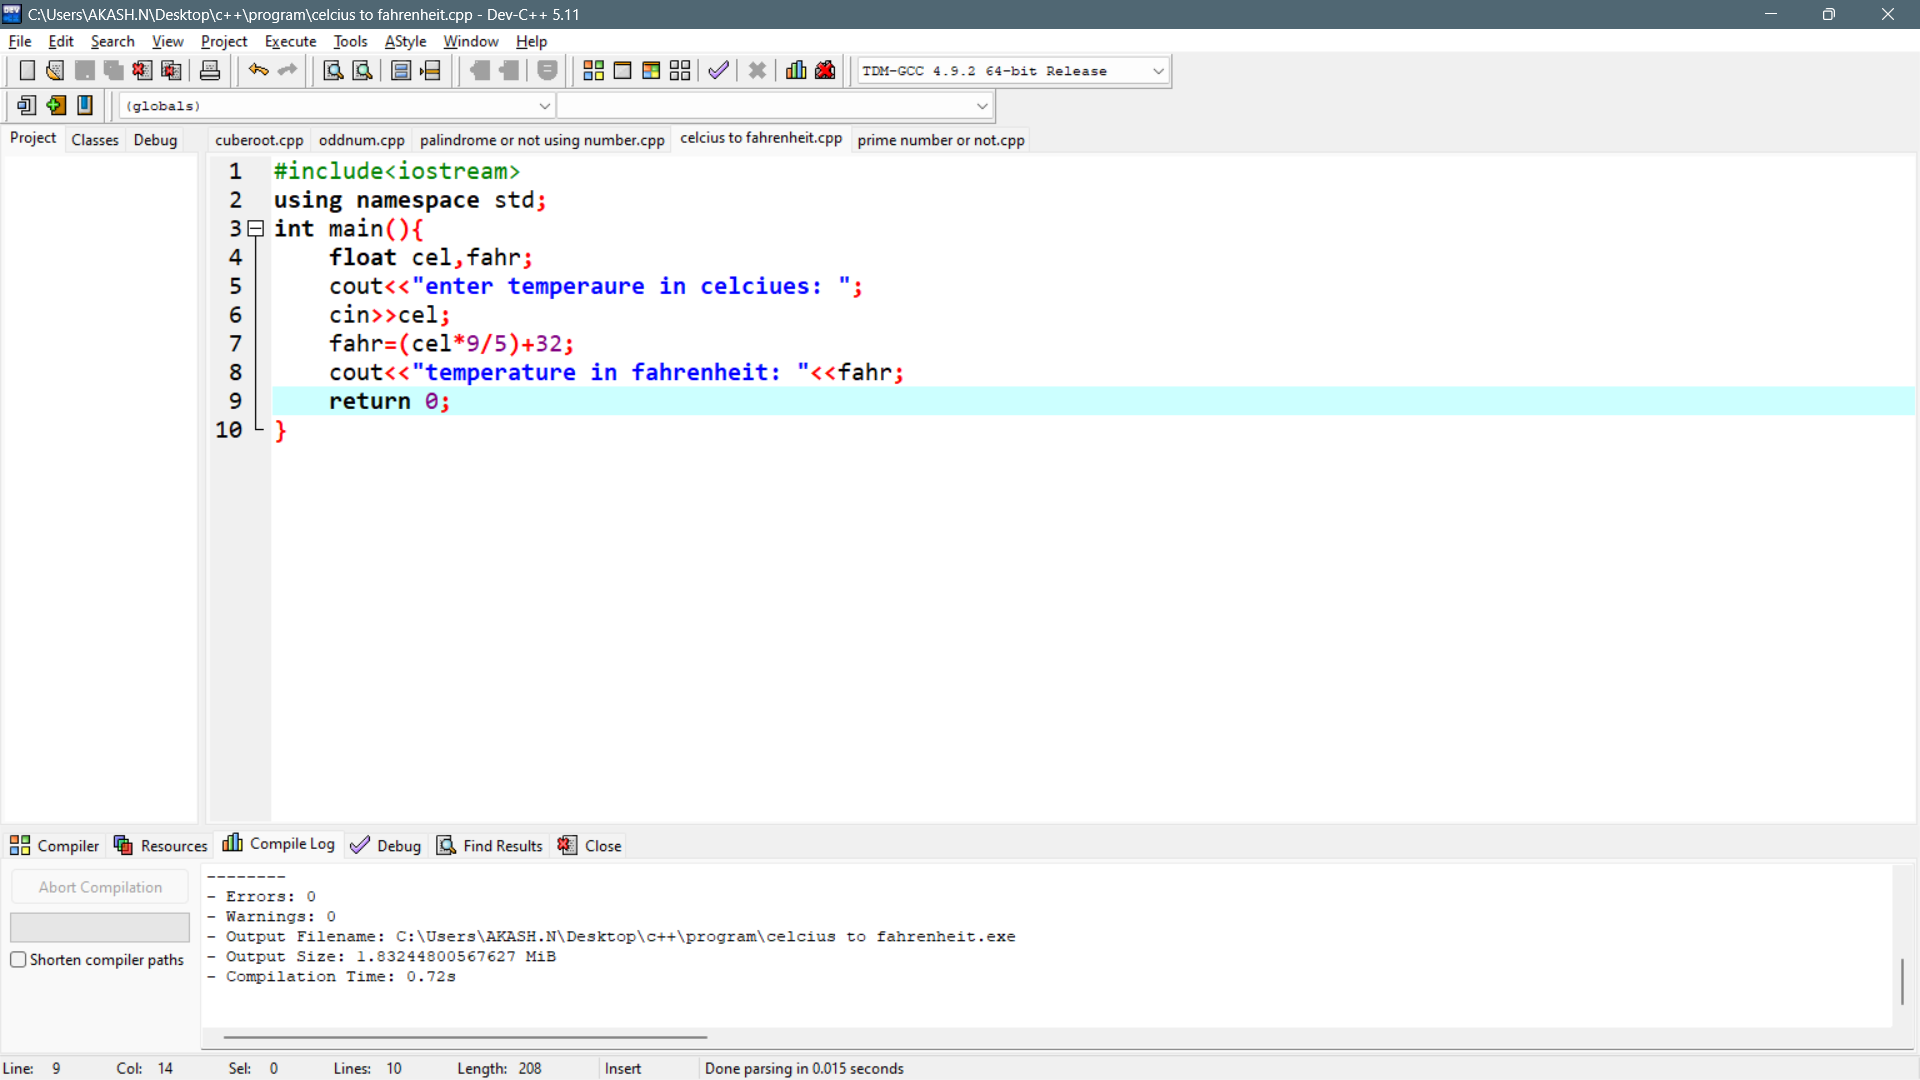 C:\Users\AKASH.N\Desktop\c++\program\celcius to fahrenheit.cpp - Dev-C++ 5.11
File Edit Search View Project Execute Tools AStyle Window Help
TDM-GCC 4.9.2 64-bit Release
(globals)
Project Classes Debug cuberoot.cpp oddnum.cpp palindrome or not using number.cpp celcius to fahrenheit.cpp prime number or not.cpp
1 #include<iostream>
2 using namespace std;
3 int main(){
4 float cel,fahr;
5 cout<<"enter temperaure in celciues: ";
6 cin>>cel;
7 fahr=(cel*9/5)+32;
8 cout<<"temperature in fahrenheit: "<<fahr;
9 return 0;
10 }
Compiler Resources Compile Log Debug Find Results Close
Abort Compilation
Shorten compiler paths
--------
- Errors: 0
- Warnings: 0
- Output Filename: C:\Users\AKASH.N\Desktop\c++\program\celcius to fahrenheit.exe
- Output Size: 1.83244800567627 MiB
- Compilation Time: 0.72s
Line: 9 Col: 14 Sel: 0 Lines: 10 Length: 208 Insert Done parsing in 0.015 seconds